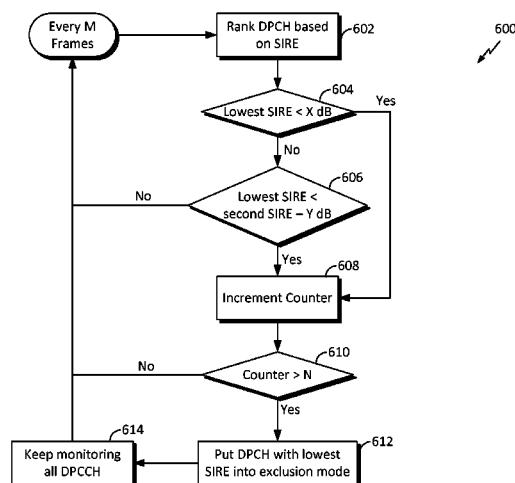 Every M
Frames
Rank DPCH based
on SIRE
602
600
604
Lowest SIRE < X dB
Yes
No
606
No
Lowest SIRE <
second SIRE – Y dB
Yes
608
Increment Counter
610
No
Counter > N
Yes
614
612
Keep monitoring
all DPCCH
Put DPCH with lowest
SIRE into exclusion mode